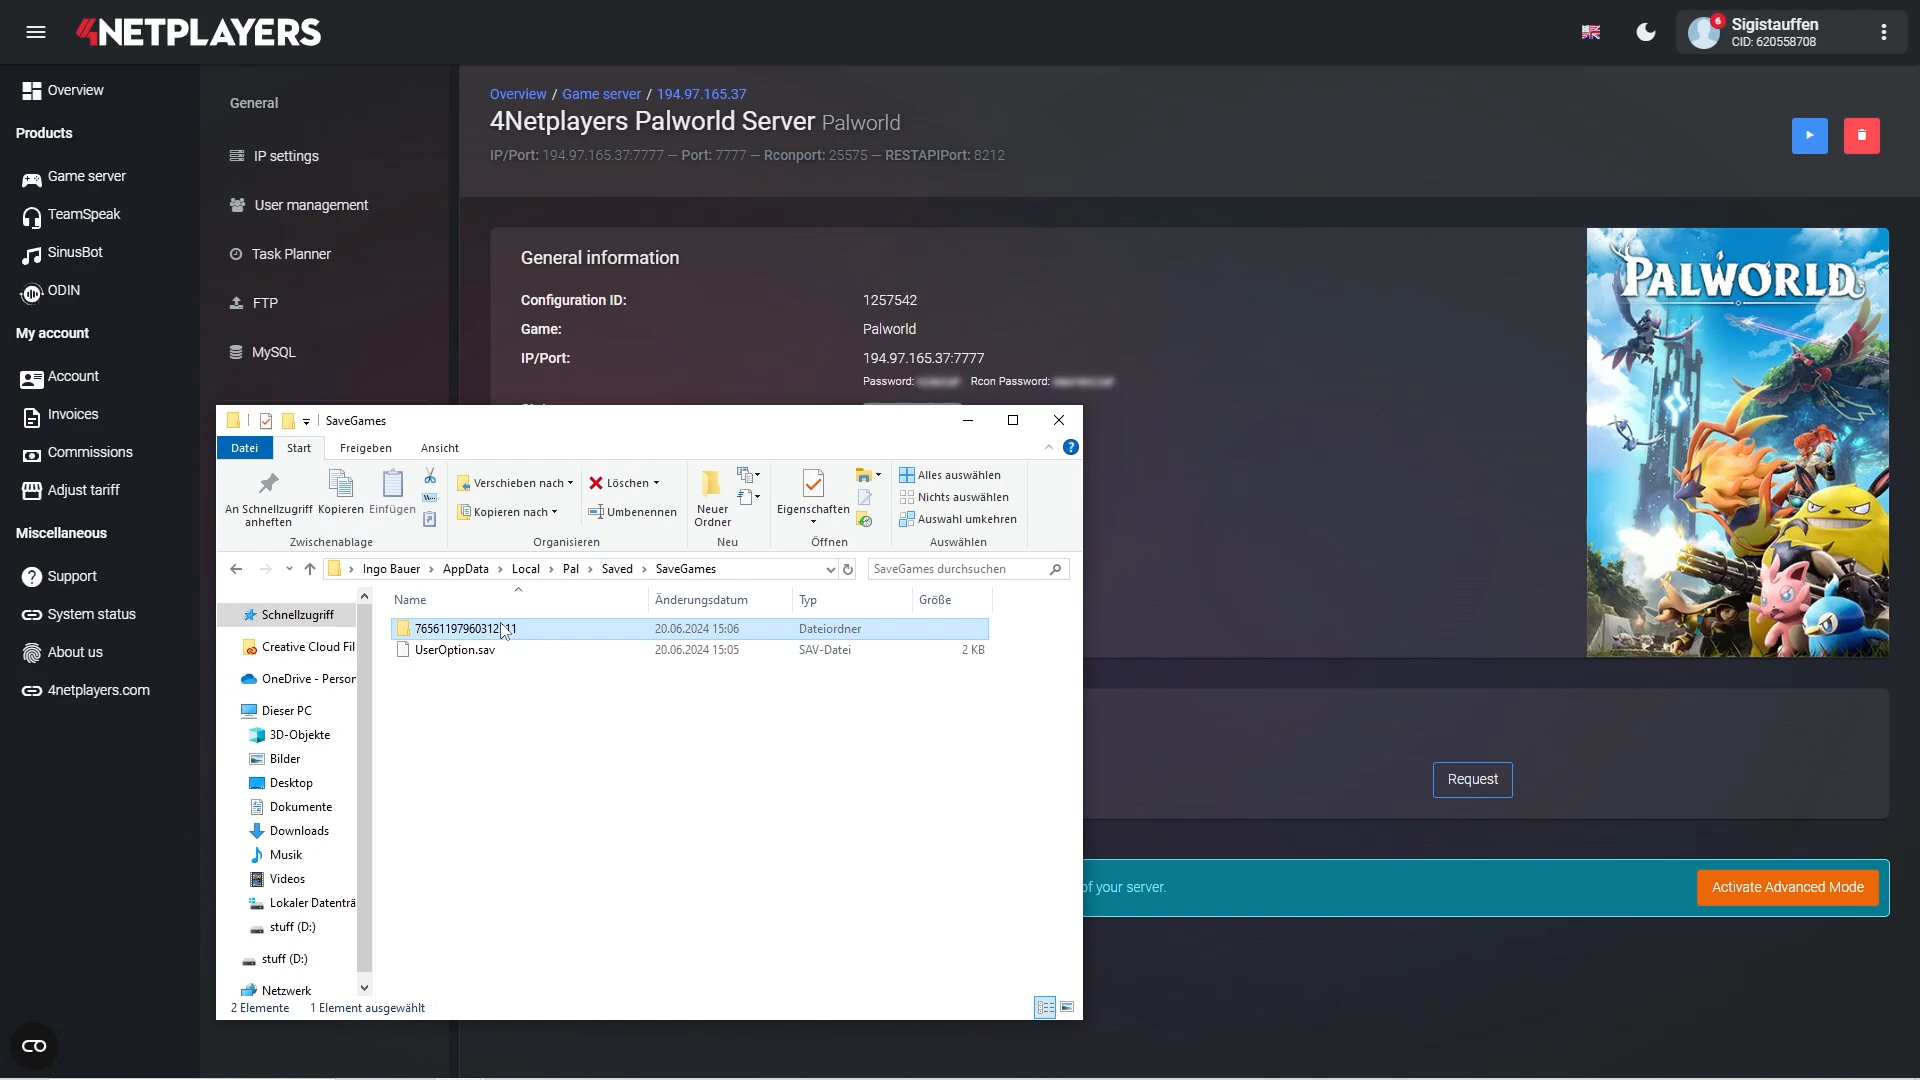 4NETPLAYERS
6
Sigistauffen
CID: 620558708
Overview
Products
Game server
TeamSpeak
SinusBot
ODIN
My account
Account
Invoices
Commissions
Adjust tariff
Miscellaneous
Support
System status
About us
4netplayers.com
General
IP settings
User management
Task Planner
FTP
MySQL
Overview / Game server / 194.97.165.37
4Netplayers Palworld Server Palworld
IP/Port: 194.97.165.37:7777 — Port: 7777 — Rconport: 25575 — RESTAPIPort: 8212
General information
Configuration ID: 1257542
Game: Palworld
IP/Port: 194.97.165.37:7777
Password: Rcon Password:
PALWORLD
SaveGames
Datei Start Freigeben Ansicht
An Schnellzugriff anheften
Kopieren
Einfügen
Zwischenablage
Verschieben nach
Kopieren nach
Löschen
Umbenennen
Organisieren
Neuer Ordner
Neu
Eigenschaften
Öffnen
Alles auswählen
Nichts auswählen
Auswahl umkehren
Auswählen
Ingo Bauer > AppData > Local > Pal > Saved > SaveGames
SaveGames durchsuchen
Name Änderungsdatum Typ Größe
20.06.2024 15:06 Dateiordner
UserOption.sav 20.06.2024 15:05 SAV-Datei 2 KB
Schnellzugriff
Creative Cloud Fil
OneDrive - Person
Dieser PC
3D-Objekte
Bilder
Desktop
Dokumente
Downloads
Musik
Videos
Lokaler Datenträ
stuff (D:)
stuff (D:)
Netzwerk
2 Elemente 1 Element ausgewählt
Request
of your server.
Activate Advanced Mode